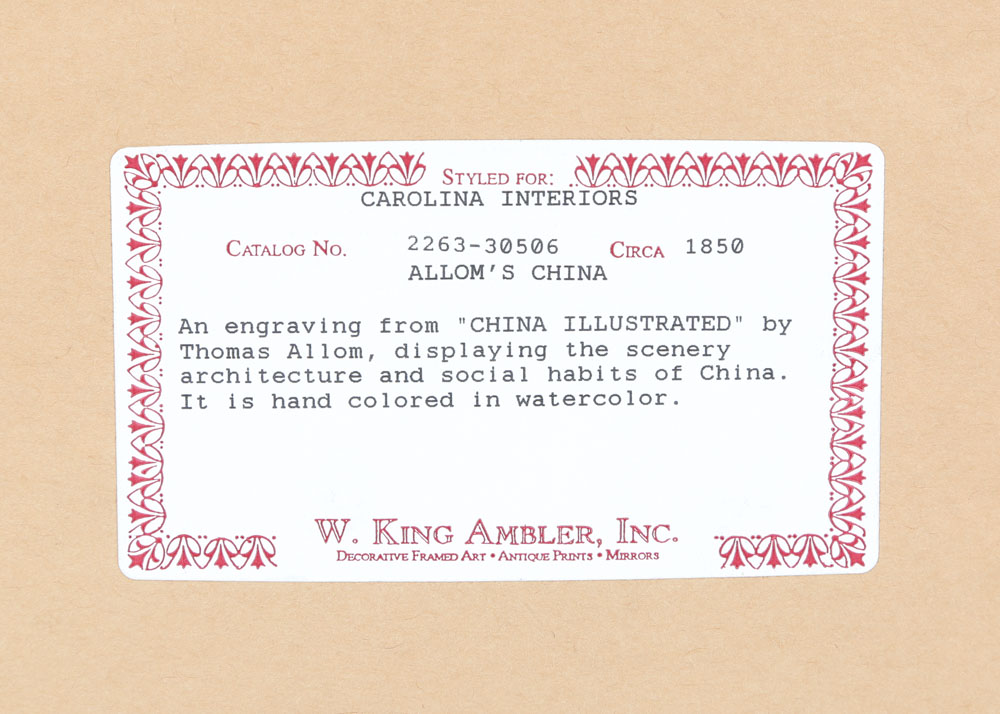 STYLED FOR:
CAROLINA INTERIORS
CATALOG NO. 2263-30506 CIRCA 1850
ALLOM'S CHINA
An engraving from "CHINA ILLUSTRATED" by
Thomas Allom, displaying the scenery
architecture and social habits of China.
It is hand colored in watercolor.
W. KING AMBLER, INC.
DECORATIVE FRAMED ART • ANTIQUE PRINTS • MIRRORS